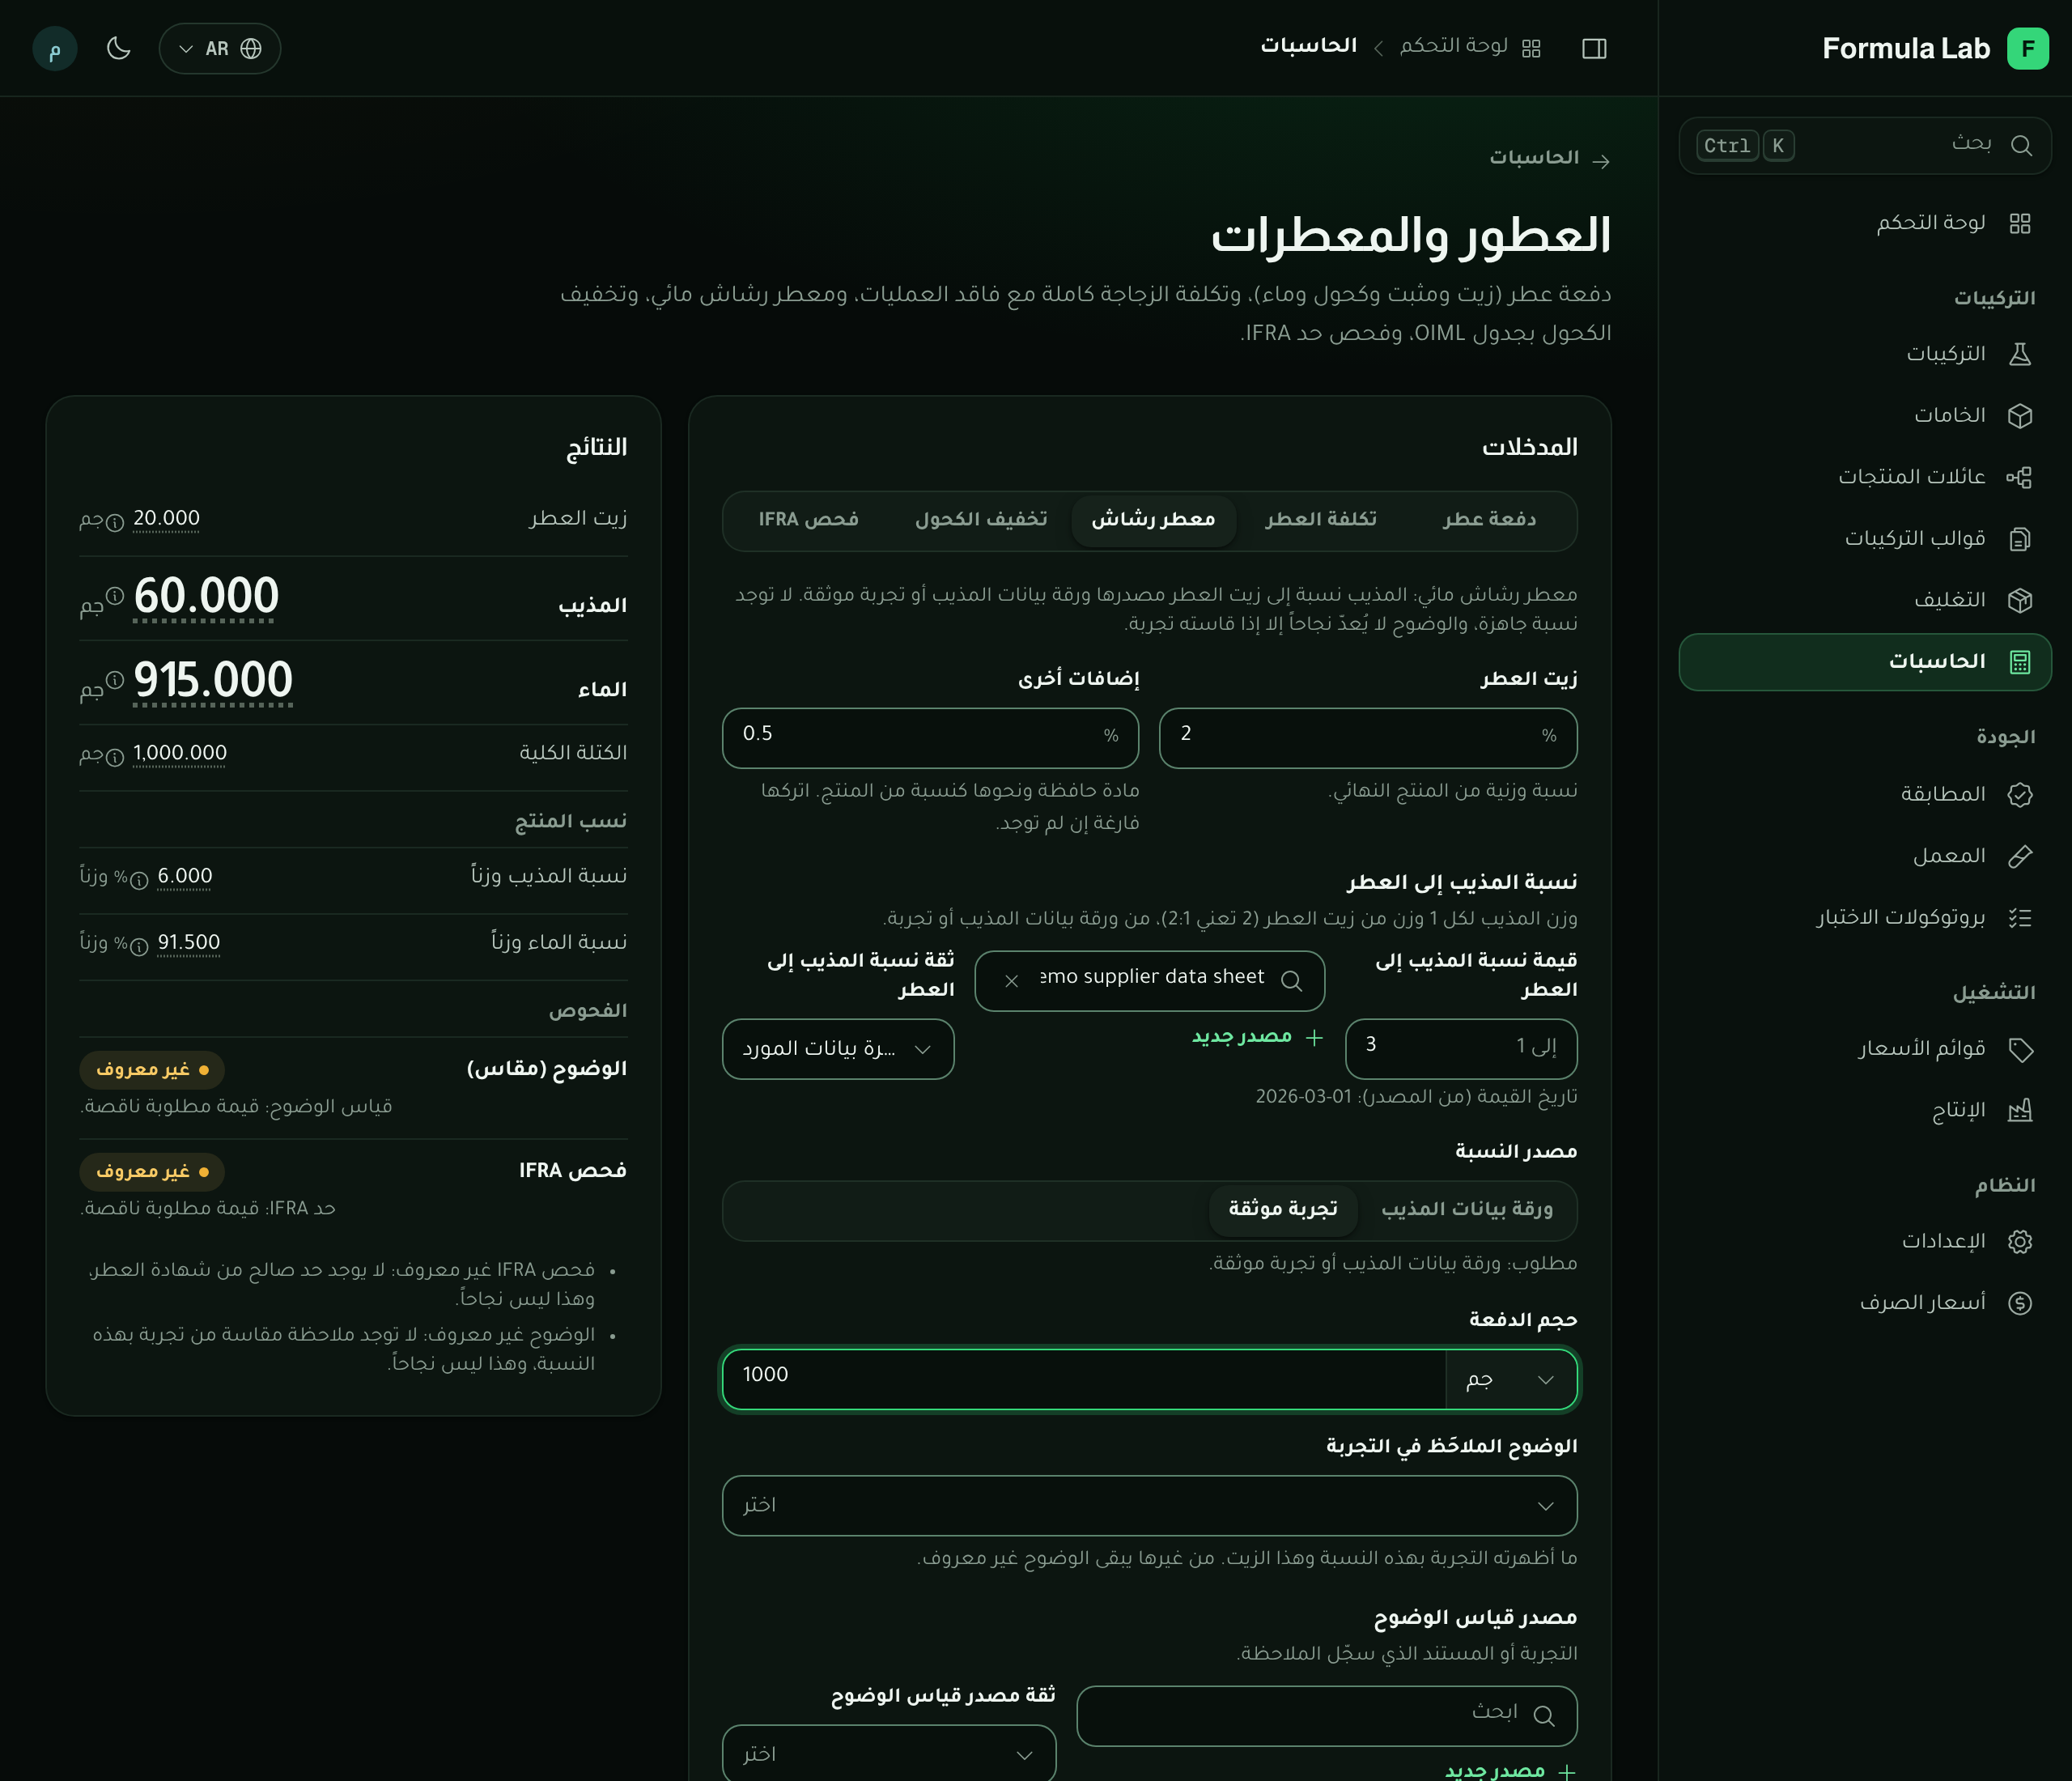 Formula Lab
F
لوحة التحكم
الحاسبات
AR
م
بحث
Ctrl K
لوحة التحكم
التركيبات
التركيبات
الخامات
عائلات المنتجات
قوالب التركيبات
التغليف
الحاسبات
الجودة
المطابقة
المعمل
بروتوكولات الاختبار
التشغيل
قوائم الأسعار
الإنتاج
النظام
الإعدادات
أسعار الصرف
الحاسبات
العطور والمعطرات
دفعة عطر (زيت ومثبت وكحول وماء)، وتكلفة الزجاجة كاملة مع فاقد العمليات، ومعطر رشاش مائي، وتخفيف
الكحول بجدول OIML، وفحص حد IFRA.
المدخلات
دفعة عطر
تكلفة العطر
معطر رشاش
تخفيف الكحول
فحص IFRA
معطر رشاش مائي: المذيب نسبة إلى زيت العطر مصدرها ورقة بيانات المذيب أو تجربة موثقة. لا توجد
نسبة جاهزة، والوضوح لا يُعدّ نجاحاً إلا إذا قاسته تجربة.
زيت العطر
2 %
نسبة وزنية من المنتج النهائي.
إضافات أخرى
0.5 %
مادة حافظة ونحوها كنسبة من المنتج. اتركها
فارغة إن لم توجد.
نسبة المذيب إلى العطر
وزن المذيب لكل 1 وزن من زيت العطر (2 تعني 2:1)، من ورقة بيانات المذيب أو تجربة.
قيمة نسبة المذيب إلى
العطر
3 إلى 1
emo supplier data sheet
مصدر جديد
ثقة نسبة المذيب إلى
العطر
...رة بيانات المورد
تاريخ القيمة (من المصدر): 2026-03-01
مصدر النسبة
ورقة بيانات المذيب
تجربة موثقة
مطلوب: ورقة بيانات المذيب أو تجربة موثقة.
حجم الدفعة
1000 جم
الوضوح الملاحَظ في التجربة
اختر
ما أظهرته التجربة بهذه النسبة وهذا الزيت. من غيرها يبقى الوضوح غير معروف.
مصدر قياس الوضوح
التجربة أو المستند الذي سجّل الملاحظة.
ابحث
مصدر جديد
ثقة مصدر قياس الوضوح
اختر
النتائج
زيت العطر 20.000 جم
المذيب 60.000 جم
الماء 915.000 جم
الكتلة الكلية 1,000.000 جم
نسب المنتج
نسبة المذيب وزناً 6.000 % وزناً
نسبة الماء وزناً 91.500 % وزناً
الفحوص
الوضوح (مقاس) غير معروف
قياس الوضوح: قيمة مطلوبة ناقصة.
فحص IFRA غير معروف
حد IFRA: قيمة مطلوبة ناقصة.
• فحص IFRA غير معروف: لا يوجد حد صالح من شهادة العطر،
وهذا ليس نجاحاً.
• الوضوح غير معروف: لا توجد ملاحظة مقاسة من تجربة بهذه
النسبة، وهذا ليس نجاحاً.